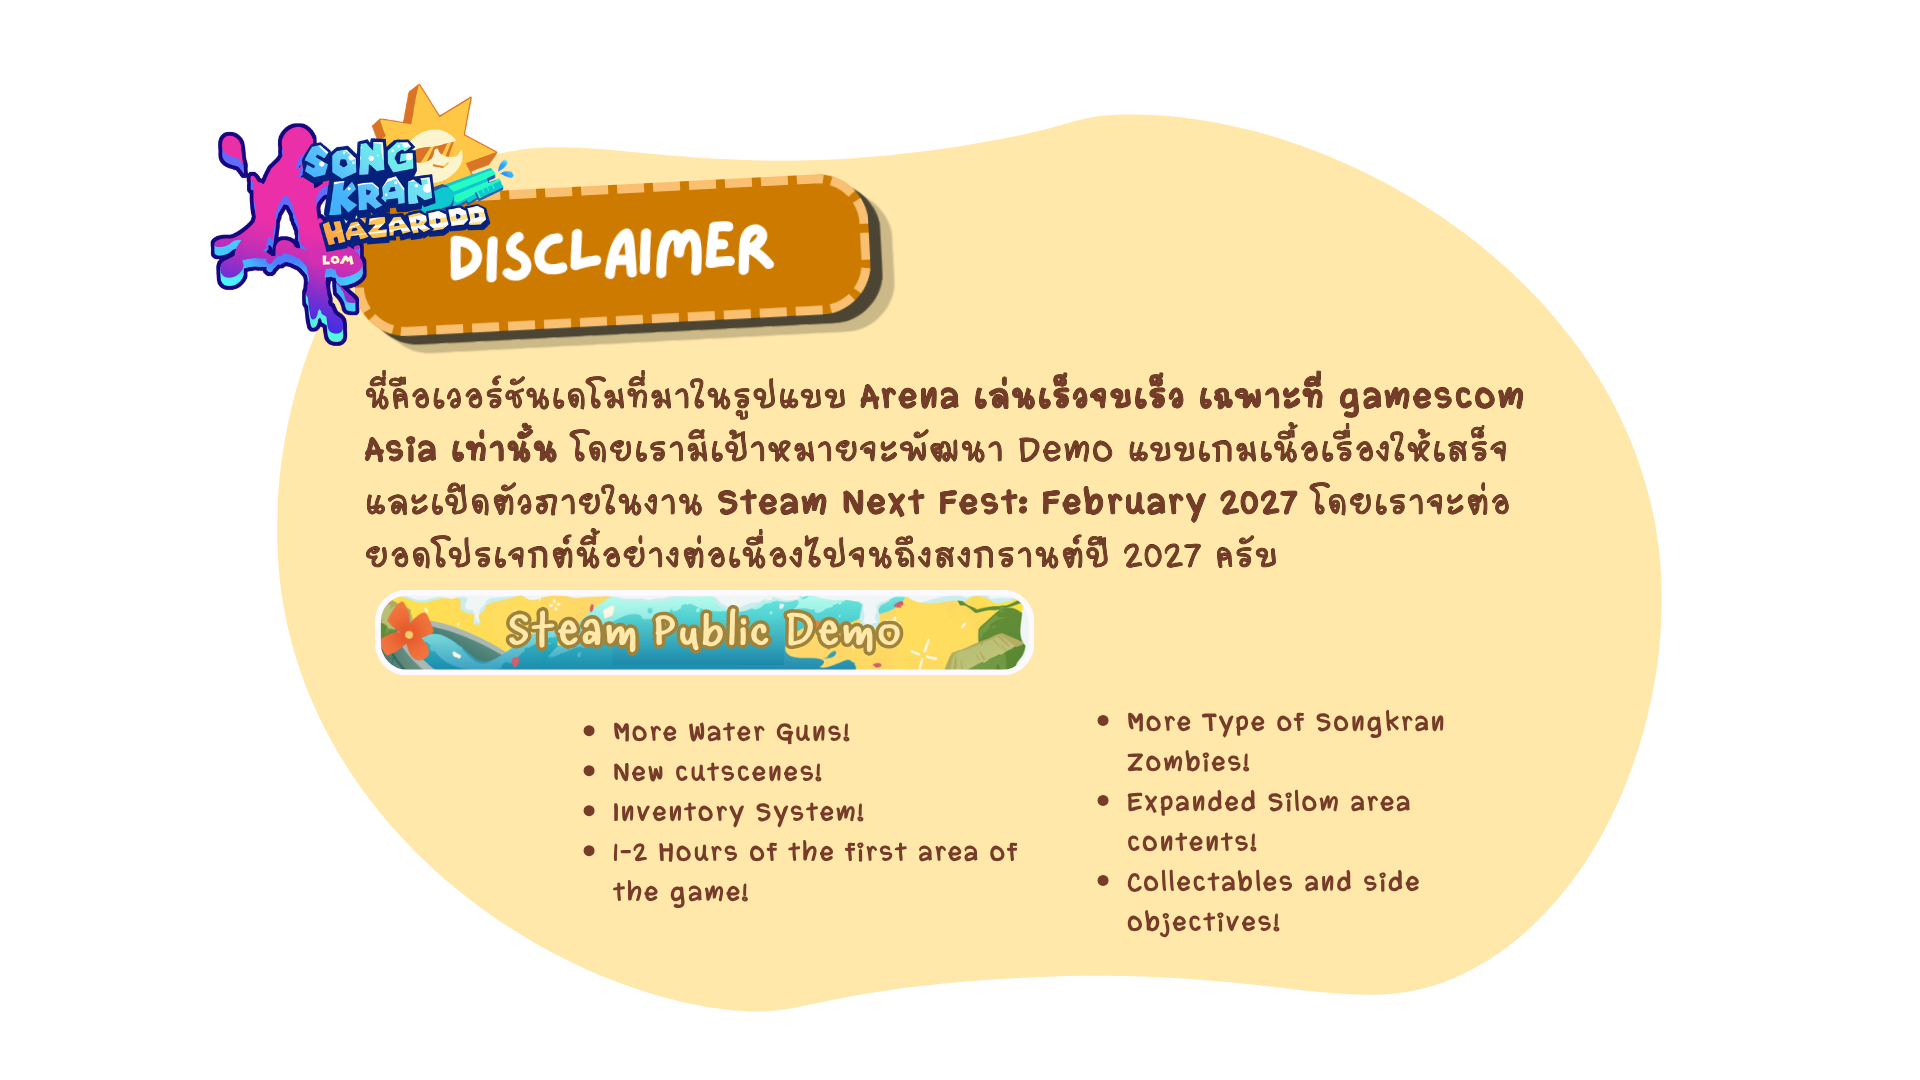 SONG
KRAN
HAZARDDD
LOM
DISCLAIMER
นี่คือเวอร์ชันเดโมที่มาในรูปแบบ Arena เล่นเร็วจบเร็ว เฉพาะที่ gamescom
Asia เท่านั้น โดยเรามีเป้าหมายจะพัฒนา Demo แบบเกมเนื้อเรื่องให้เสร็จ
และเปิดตัวภายในงาน Steam Next Fest: February 2027 โดยเราจะต่อ
ยอดโปรเจกต์นี้อย่างต่อเนื่องไปจนถึงสงกรานต์ปี 2027 ครับ
Steam Public Demo
More Water Guns!
New cutscenes!
Inventory System!
1-2 Hours of the first area of
the game!
More Type of Songkran
Zombies!
Expanded Silom area
contents!
Collectables and side
objectives!